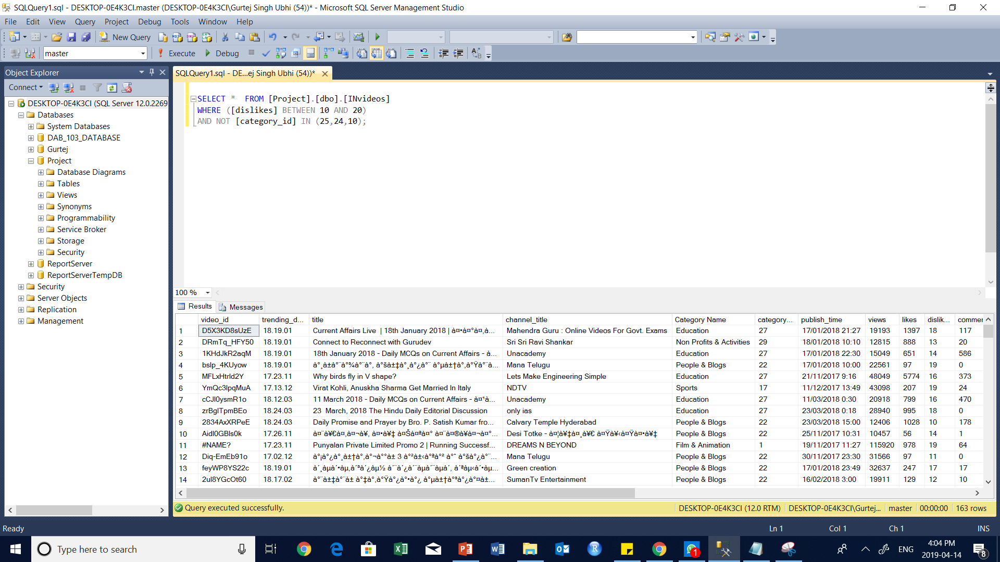 SQLQuery1.sql - DESKTOP-0E4K3CI.master (DESKTOP-0E4K3CI\Gurtej Singh Ubhi (54))* - Microsoft SQL Server Management Studio
File Edit View Query Project Debug Tools Window Help
New Query
master Execute Debug
Object Explorer
Connect
DESKTOP-0E4K3CI (SQL Server 12.0.2269
Databases
System Databases
DAB_103_DATABASE
Gurtej
Project
Database Diagrams
Tables
Views
Synonyms
Programmability
Service Broker
Storage
Security
ReportServer
ReportServerTempDB
Security
Server Objects
Replication
Management
SQLQuery1.sql - DE...ej Singh Ubhi (54))*
SELECT * FROM [Project].[dbo].[INvideos]
WHERE ([dislikes] BETWEEN 10 AND 20)
AND NOT [category_id] IN (25,24,10);
100 %
Results Messages
video_id trending_d... title channel_title Category Name category... publish_time views likes dislik... commer
1 D5X3KD8sUzE 18.19.01 Current Affairs Live | 18th January 2018 | à¤•à¤°à¤‚à... Mahendra Guru : Online Videos For Govt. Exams Education 27 17/01/2018 21:27 19193 1397 18 117
2 DRmTq_HFY50 18.19.01 Connect to Reconnect with Gurudev Sri Sri Ravi Shankar Non Profits & Activities 29 18/01/2018 10:10 12815 888 13 20
3 1KHdJkR2aqM 18.19.01 18th January 2018 - Daily MCQs on Current Affairs - à... Unacademy Education 27 17/01/2018 22:30 15049 651 14 586
4 bslp_4KUyow 18.19.01 Mana Telugu People & Blogs 22 17/01/2018 10:00 22561 97 19 0
5 MFLxHtrld2Y 17.23.11 Why birds fly in V shape? Lets Make Engineering Simple Education 27 21/11/2017 9:16 48049 5774 16 373
6 YmQc3lpqMuA 17.13.12 Virat Kohli, Anuskha Sharma Get Married In Italy NDTV Sports 17 11/12/2017 13:49 43098 207 19 24
7 cCJl0ysmR1o 18.12.03 11 March 2018 - Daily MCQs on Current Affairs - à¤¹à... Unacademy Education 27 11/03/2018 0:30 20918 799 16 470
8 zrBglTpmBEo 18.24.03 23 March, 2018 The Hindu Daily Editorial Discussion only ias Education 27 23/03/2018 0:18 28940 995 18 0
9 2834AxXRPeE 18.24.03 Daily Promise and Prayer by Bro. P. Satish Kumar fro... Calvary Temple Hyderabad People & Blogs 22 23/03/2018 15:00 12406 1028 10 178
10 Aidl0GBls0k 17.26.11 Desi Totke - People & Blogs 22 25/11/2017 10:31 10457 56 14 1
11 #NAME? 17.23.11 Punyalan Private Limited Promo 2 | Running Successf... DREAMS N BEYOND Film & Animation 1 19/11/2017 11:27 115920 978 19 64
12 Diq-EmEb91o 17.02.12 Mana Telugu People & Blogs 22 30/11/2017 23:30 31566 97 11 0
13 feyWP8YS22c 18.19.01 Green creation People & Blogs 22 17/01/2018 23:49 32637 247 17 17
14 2ul8YGcOt60 18.17.02 SumanTv Entertainment People & Blogs 22 16/02/2018 3:00 19911 129 12 10
Query executed successfully. DESKTOP-0E4K3CI (12.0 RTM) DESKTOP-0E4K3CI\Gurtej... master 00:00:00 163 rows
Ready Ln 1 Col 1 Ch 1 INS
Type here to search
1
ENG
4:04 PM
2019-04-14
8